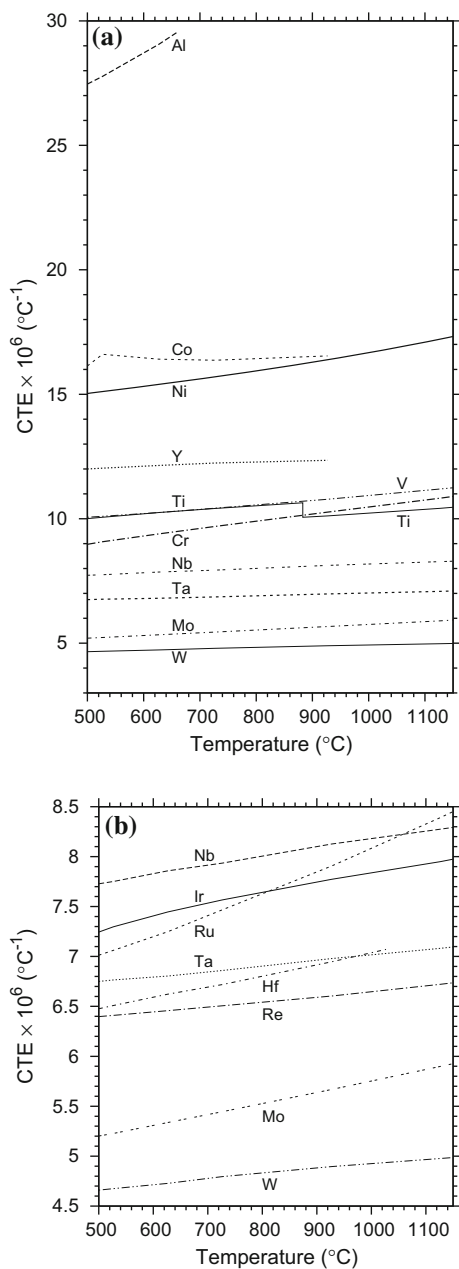 (a)
Al
30
25
20
15
10
5
CTE × 10⁶ (°C⁻¹)
Co
Ni
Y
Ti
V
Ti
Cr
Nb
Ta
Mo
W
500 600 700 800 900 1000 1100
Temperature (°C)
(b)
8.5
8
7.5
7
6.5
6
5.5
5
4.5
CTE × 10⁶ (°C⁻¹)
Nb
Ir
Ru
Ta
Hf
Re
Mo
W
500 600 700 800 900 1000 1100
Temperature (°C)